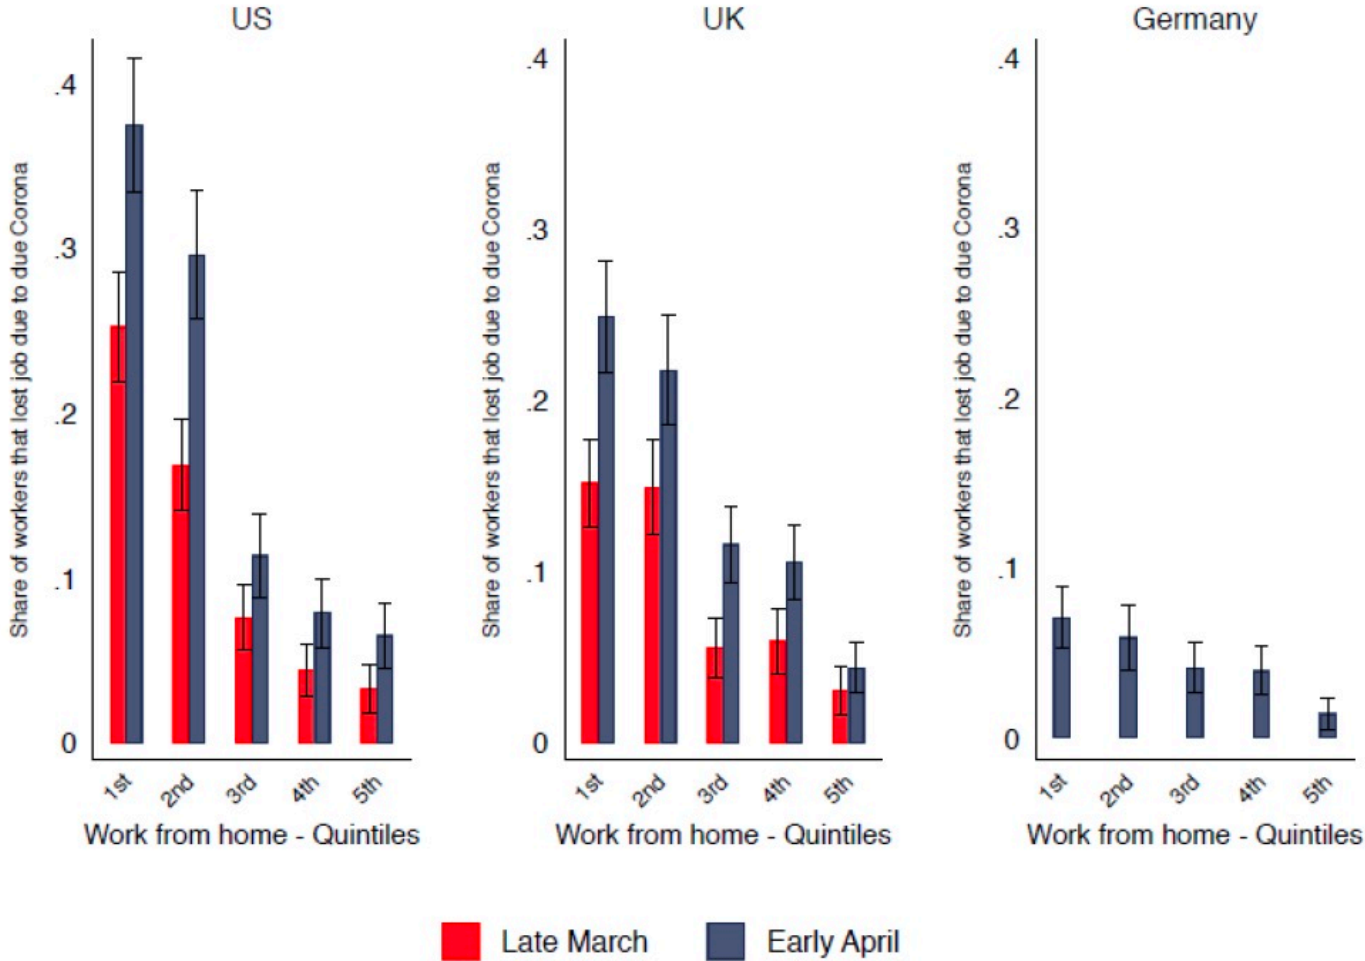 US
.4
.3
.2
.1
0
Share of workers that lost job due to due Corona
1st 2nd 3rd 4th 5th
Work from home - Quintiles
UK
.4
.3
.2
.1
0
Share of workers that lost job due to due Corona
1st 2nd 3rd 4th 5th
Work from home - Quintiles
Germany
.4
.3
.2
.1
0
Share of workers that lost job due to due Corona
1st 2nd 3rd 4th 5th
Work from home - Quintiles
Late March Early April